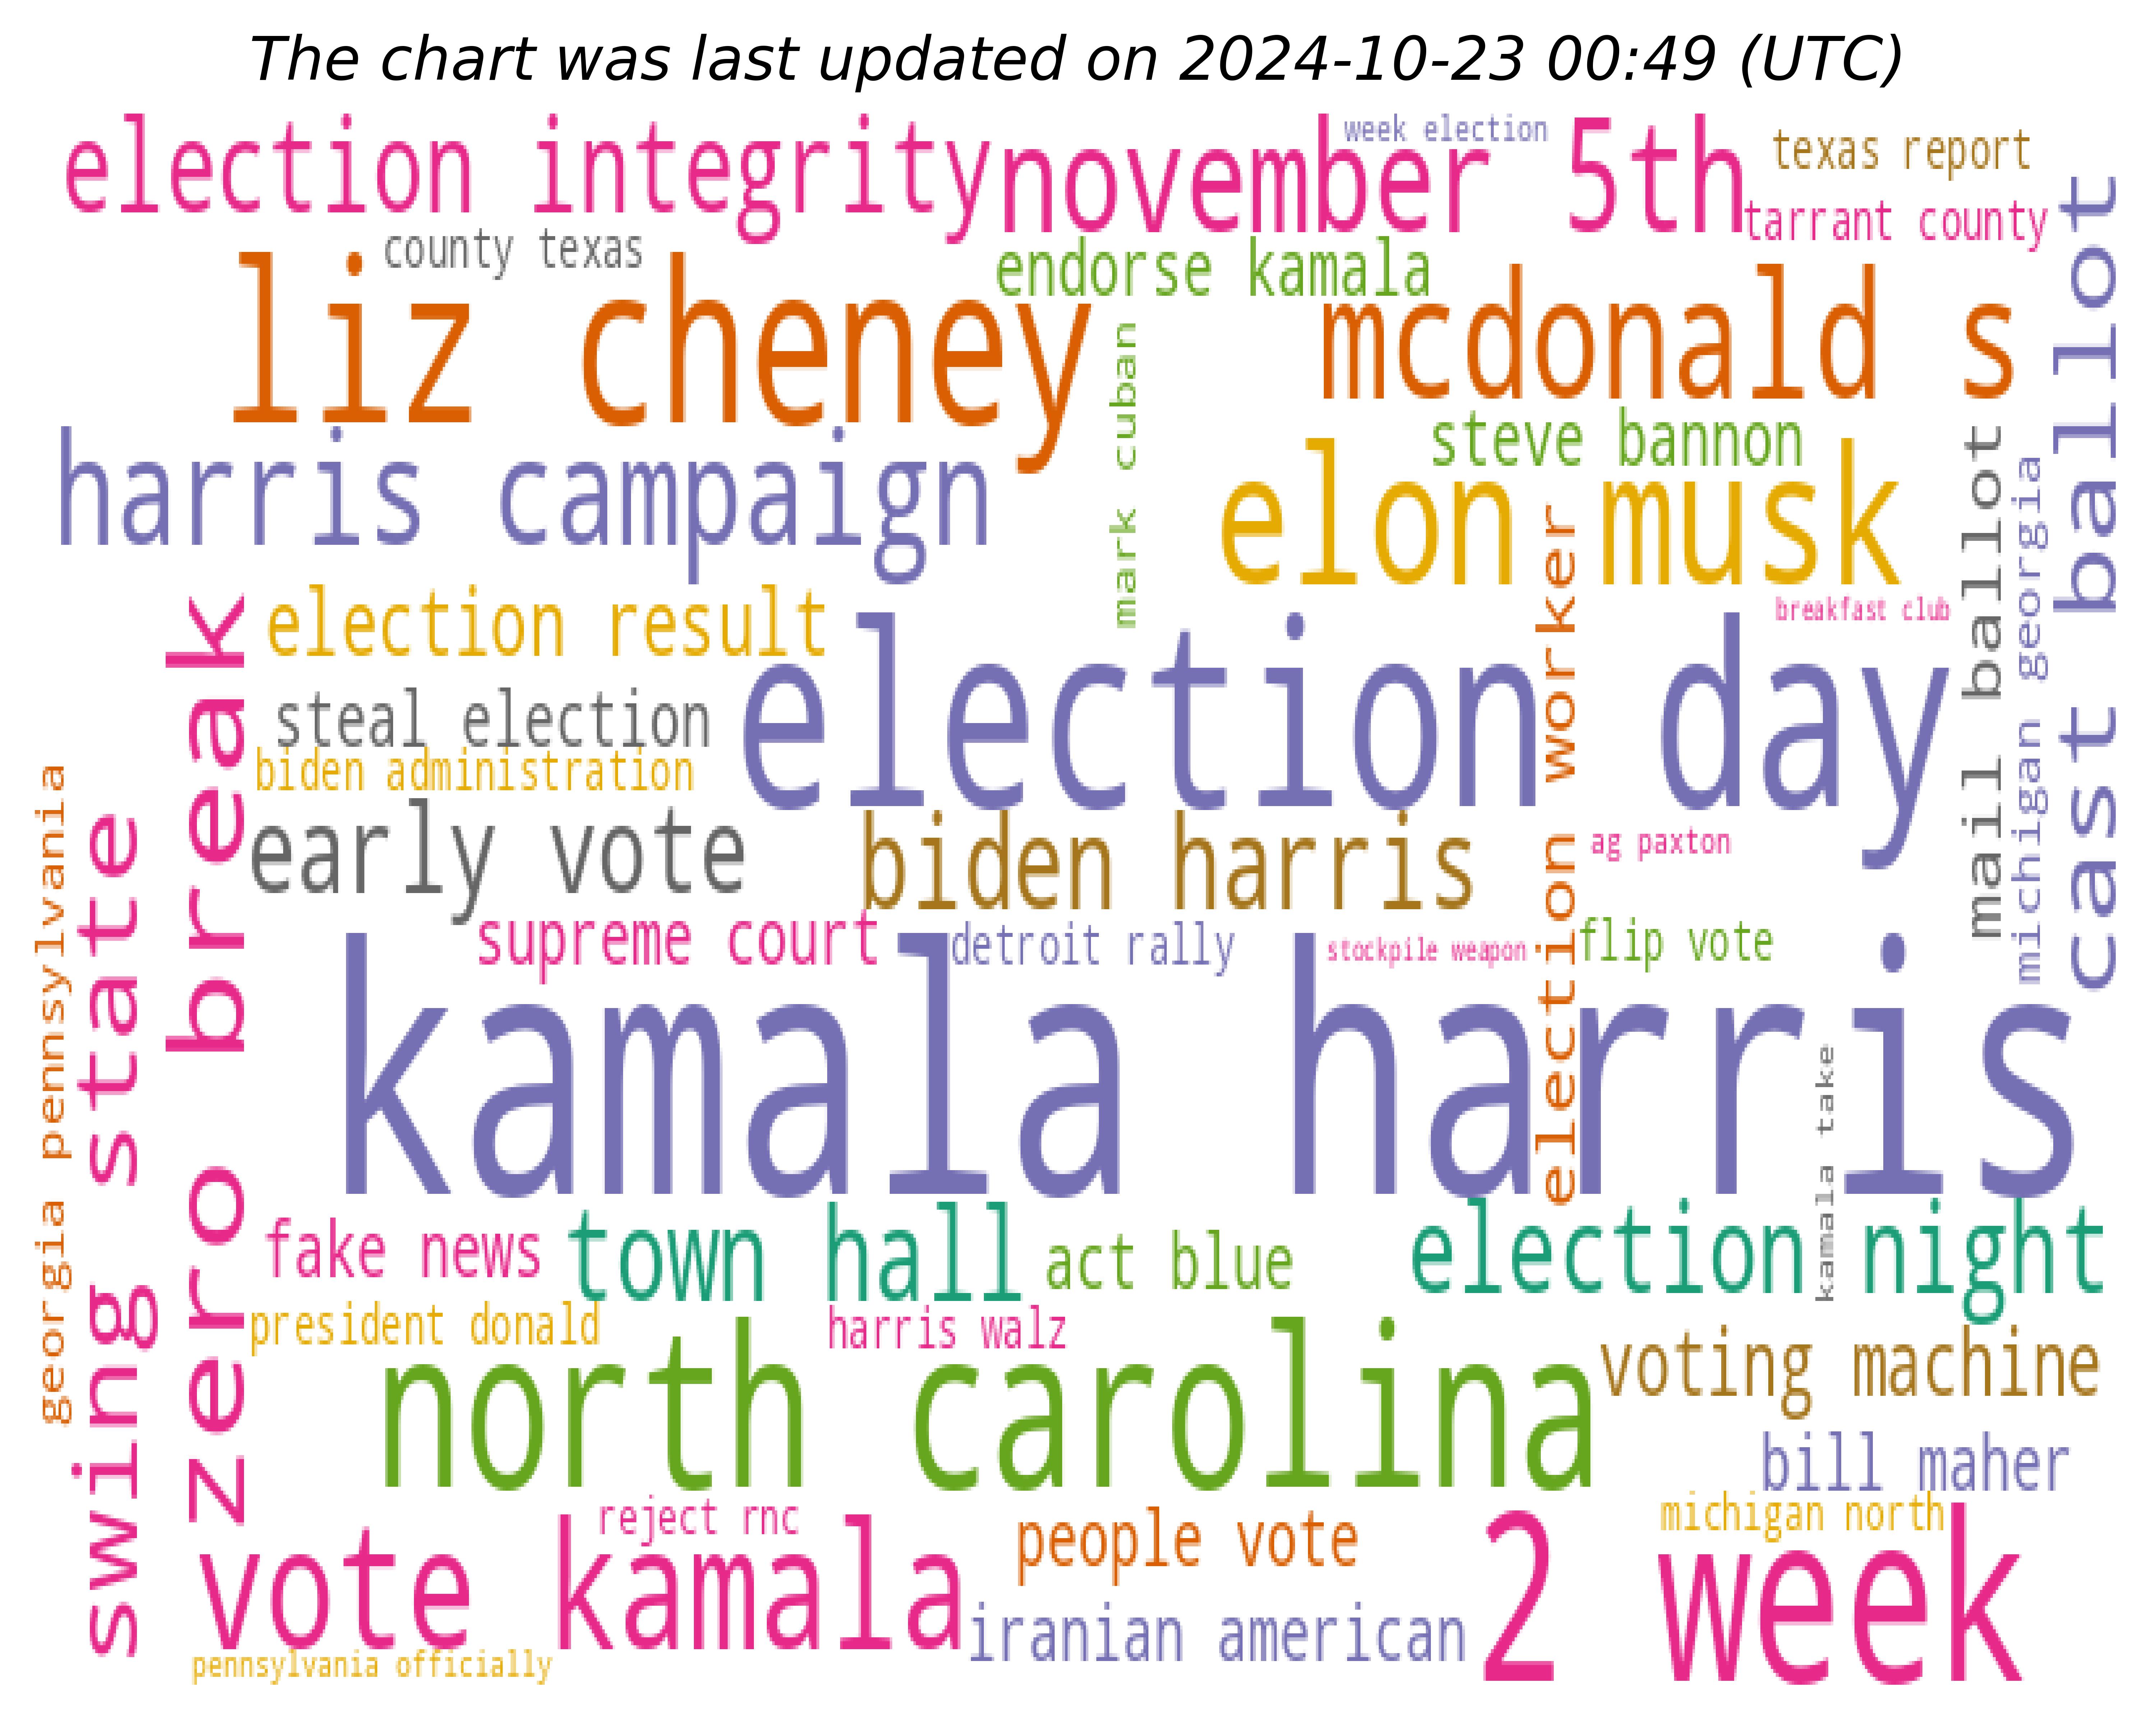 The chart was last updated on 2024-10-23 00:49 (UTC)
election integrity
november 5th
week election
texas report
tarrant county
county texas
endorse kamala
liz cheney
mcdonald s
mark cuban
steve bannon
harris campaign
elon musk
cast ballot
mail ballot
michigan georgia
breakfast club
election result
election day
election worker
steal election
biden administration
early vote
biden harris
ag paxton
zero break
swing state
georgia pennsylvania
supreme court
detroit rally
stockpile weapon
flip vote
kamala harris
kamala take
fake news
town hall
act blue
election night
president donald
harris walz
north carolina
voting machine
bill maher
michigan north
reject rnc
vote kamala
people vote
2 week
iranian american
pennsylvania officially